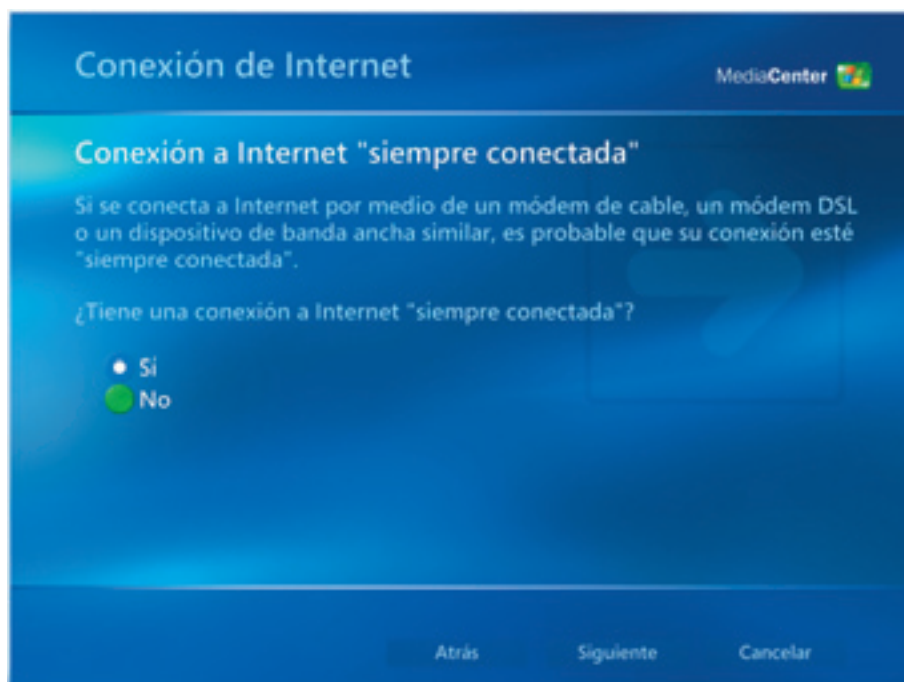 Conexión de Internet
MediaCenter
Conexión a Internet "siempre conectada"
Si se conecta a Internet por medio de un módem de cable, un módem DSL
o un dispositivo de banda ancha similar, es probable que su conexión esté
"siempre conectada".
¿Tiene una conexión a Internet "siempre conectada"?
Si
No
Atrás Siguiente Cancelar